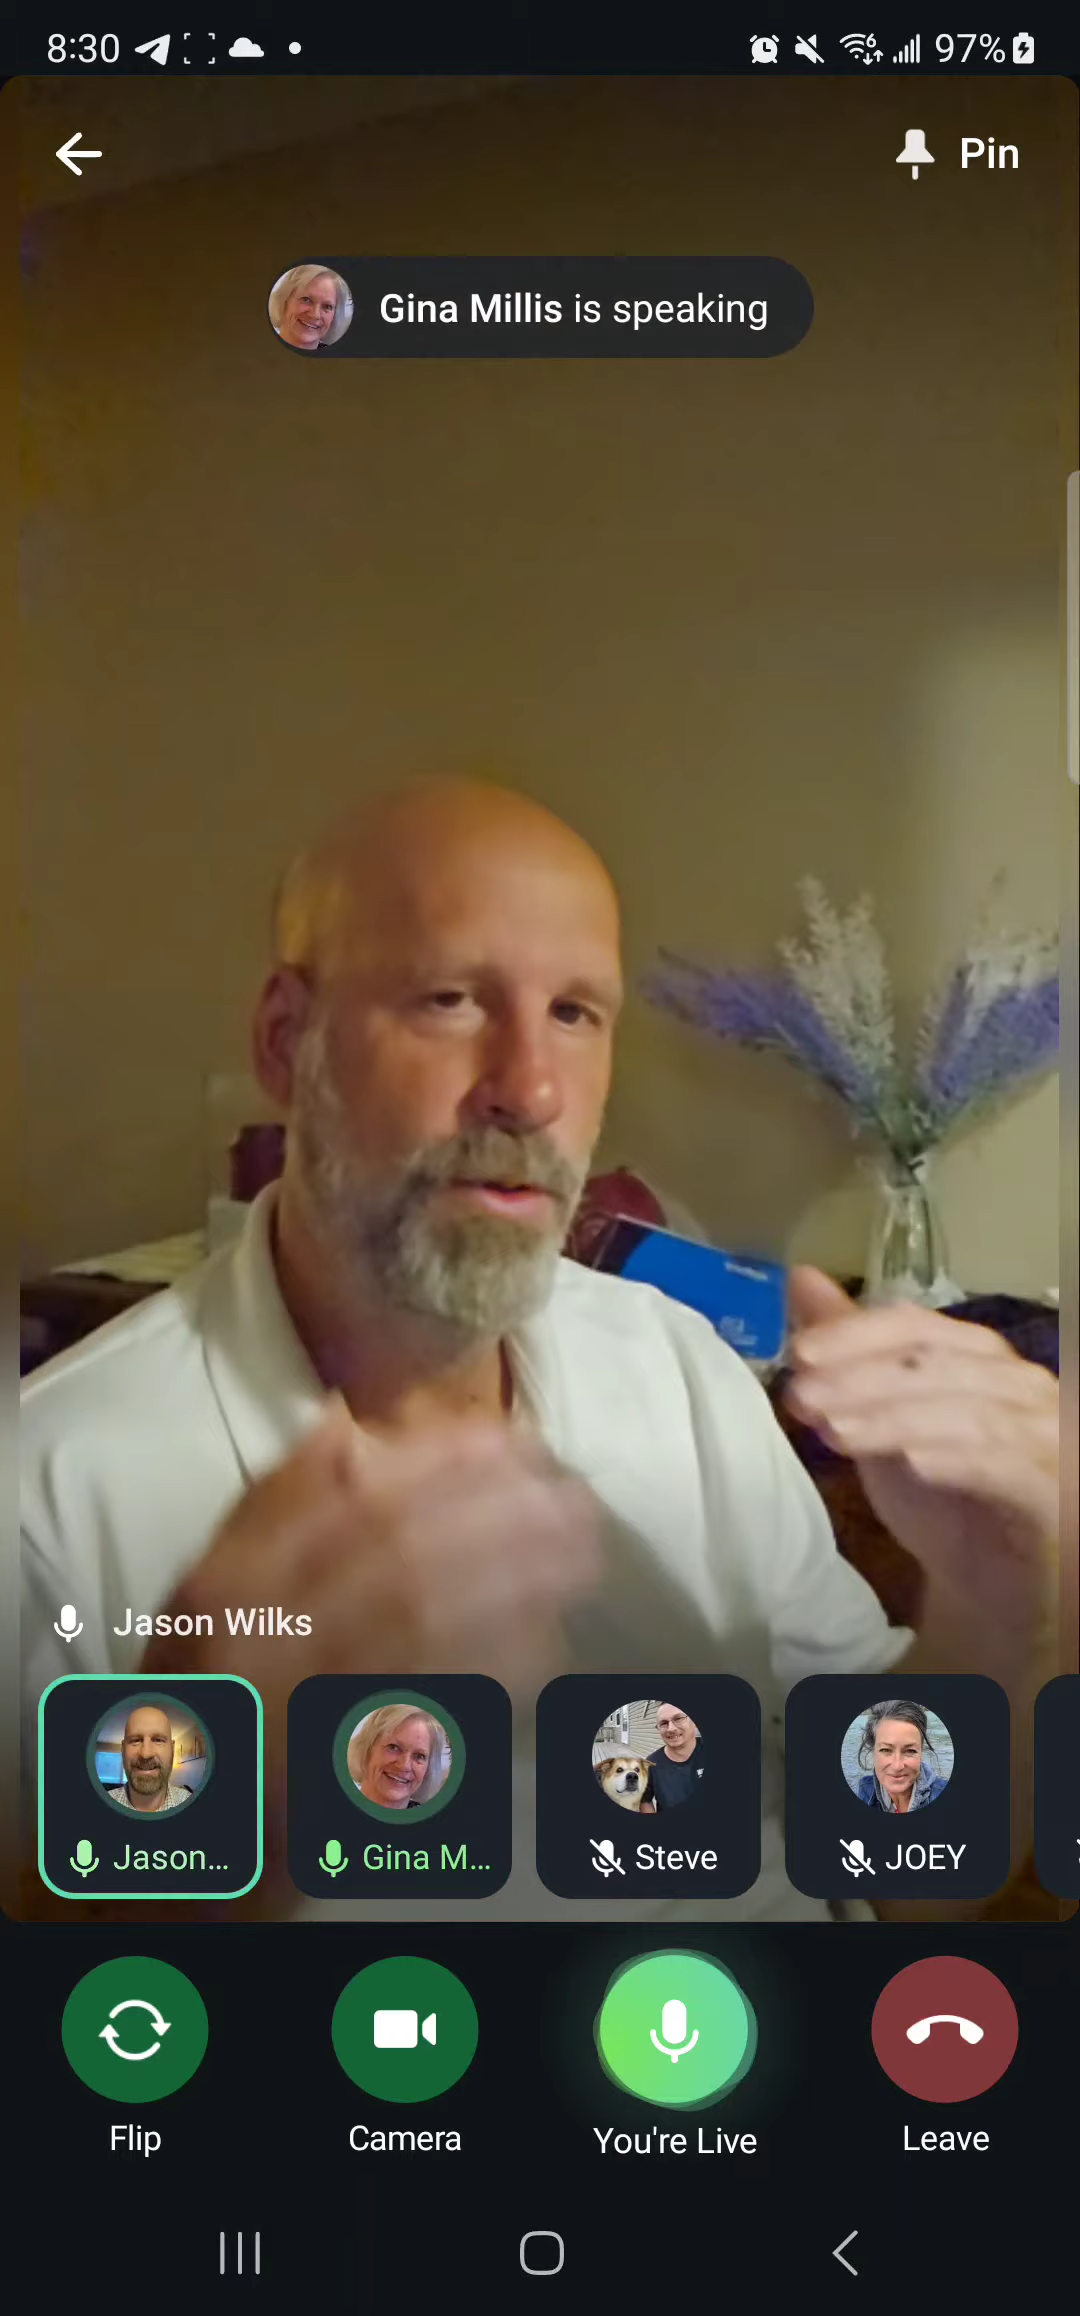 8:30
97%
Pin
Gina Millis is speaking
Jason Wilks
Jason...
Gina M...
Steve
JOEY
Flip
Camera
You're Live
Leave